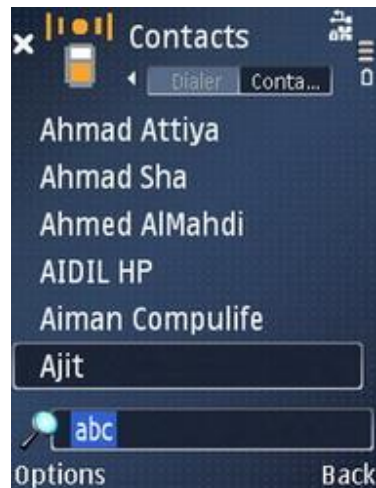 Contacts
Dialer Conta...
Ahmad Attiya
Ahmad Sha
Ahmed AlMahdi
AIDIL HP
Aiman Compulife
Ajit
abc
Options Back